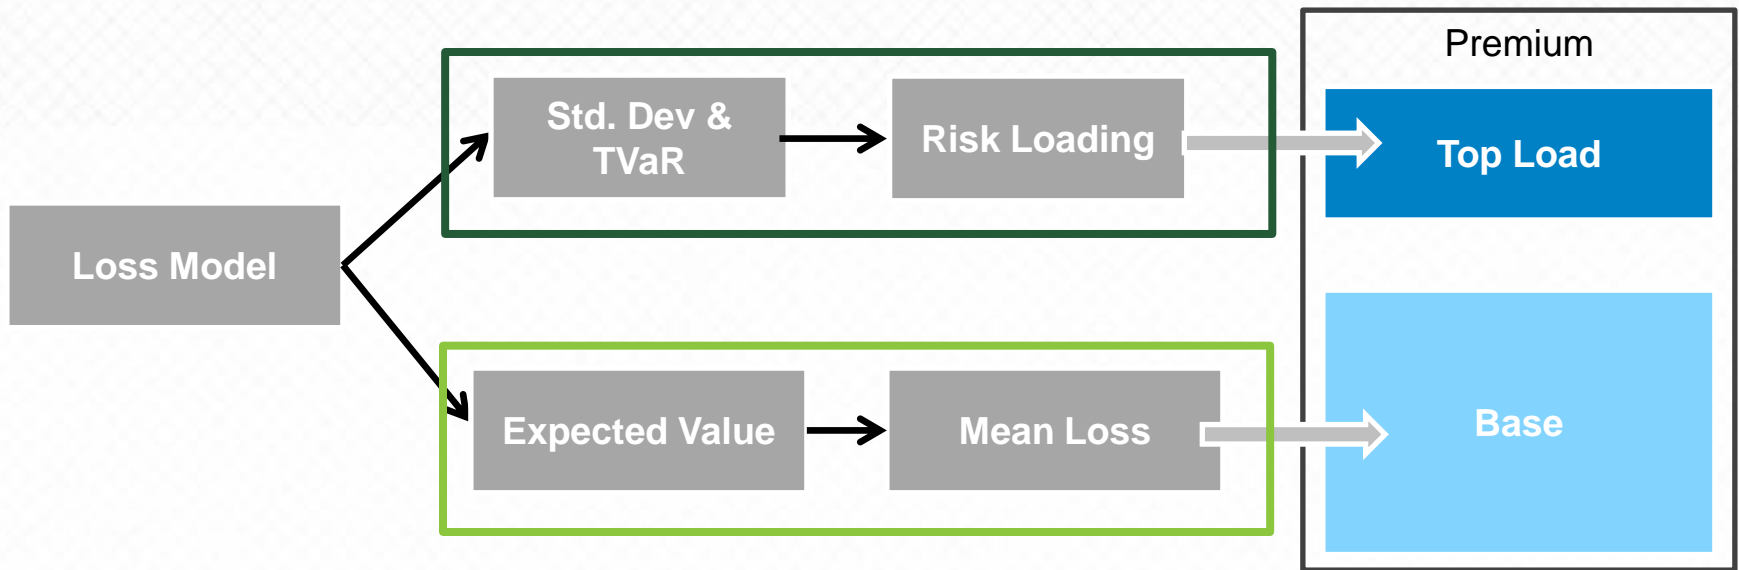 Premium
Std. Dev &
TVaR
Risk Loading
Top Load
Loss Model
Expected Value
Mean Loss
Base